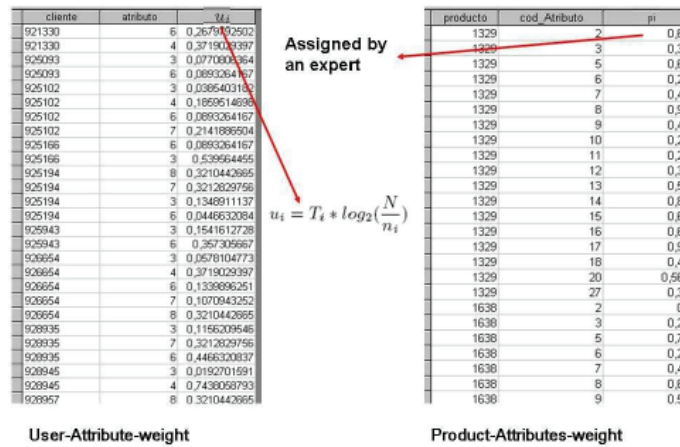 cliente atributo u_i
921330 6 0,2679192502
921330 4 0,3719029397
925093 3 0,0770806364
925093 6 0,0893264167
925102 3 0,0385403182
925102 4 0,1859514698
925102 6 0,0893264167
925102 7 0,2141886504
925166 6 0,0893264167
925166 3 0,539564455
925194 8 0,3210442665
925194 7 0,3212829756
925194 3 0,1348911137
925194 6 0,0446632084
925943 3 0,1541612728
925943 6 0,357305667
926654 3 0,0578104773
926654 4 0,3719029397
926654 6 0,1339896251
926654 7 0,1070943252
926654 8 0,3210442665
928935 3 0,1156209546
928935 7 0,3212829756
928935 6 0,4466320837
928945 3 0,0192701591
928945 4 0,7438058793
928957 8 0,3210442665
User-Attribute-weight
Assigned by
an expert
u_i = T_i * log_2(N/n_i)
producto cod_Atributo pi
1329 2
1329 3
1329 5
1329 6
1329 7
1329 8
1329 9
1329 10
1329 11
1329 12
1329 13
1329 14
1329 15
1329 16
1329 17
1329 18
1329 20
1329 27
1638 2
1638 3
1638 5
1638 6
1638 7
1638 8
1638 9
Product-Attributes-weight